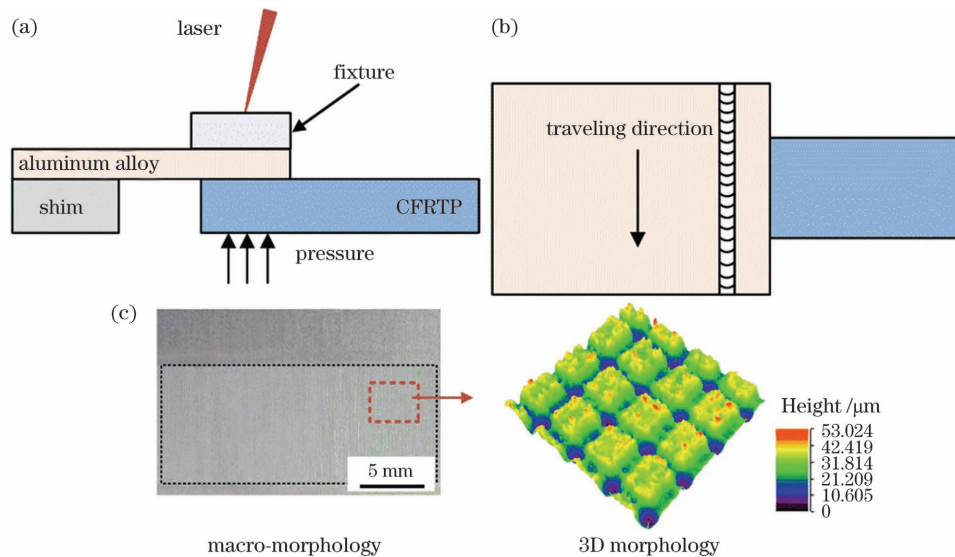 (a)
laser
fixture
aluminum alloy
shim
CFRTP
pressure
(b)
traveling direction
(c)
5 mm
macro-morphology
3D morphology
Height /μm
53.024
42.419
31.814
21.209
10.605
0